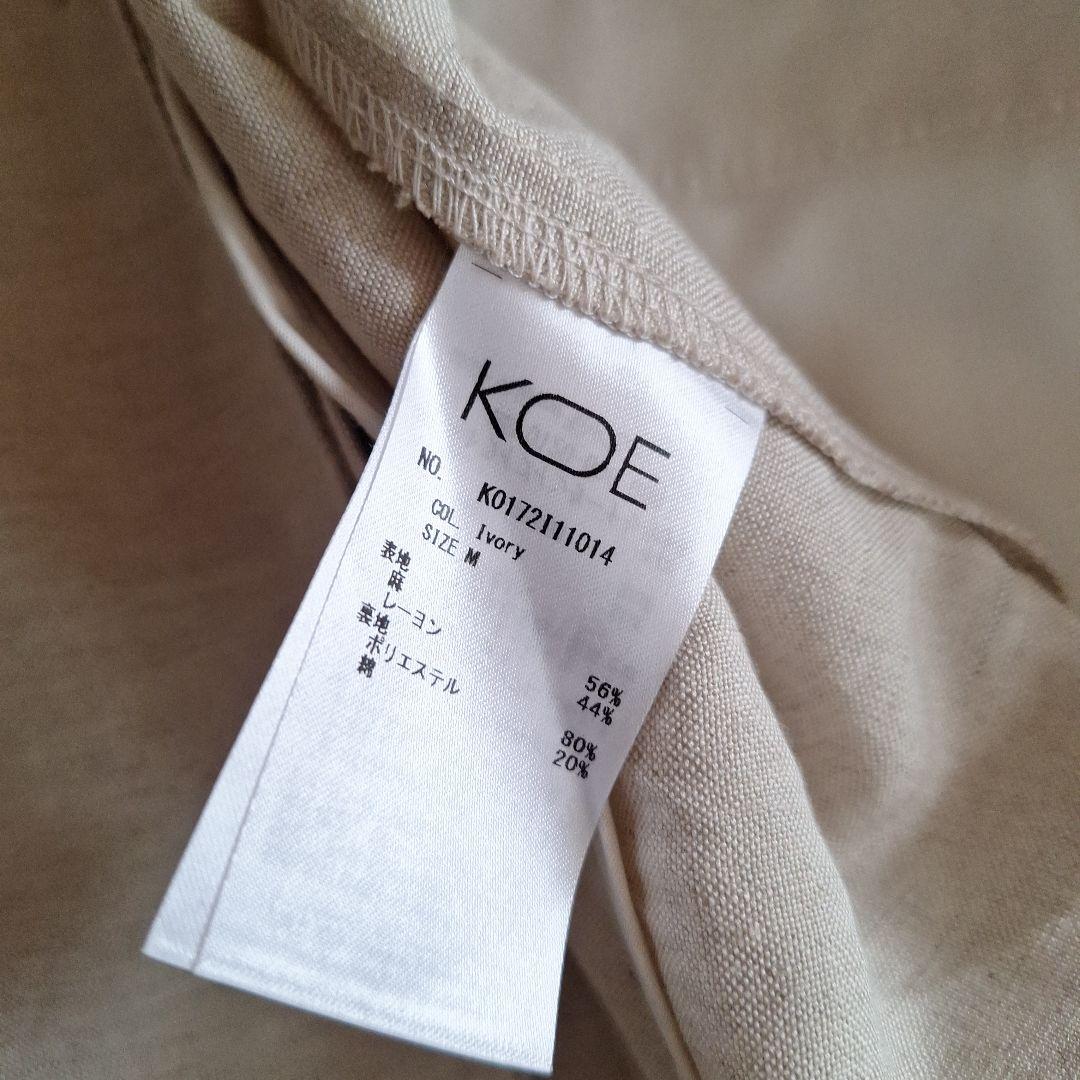 KOE
NO. K0172I11014
COL. Ivory
SIZE M
表地
麻 56%
レーヨン 44%
裏地
ポリエステル 80%
綿 20%